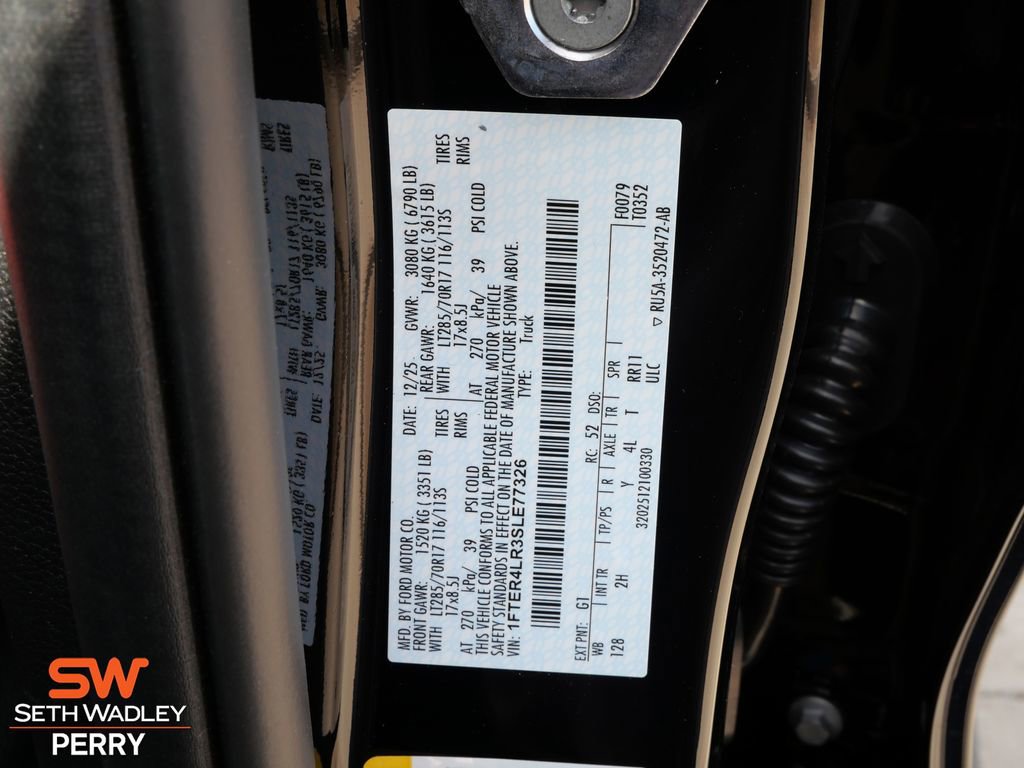 MFD. BY FORD MOTOR CO.
DATE: 12/25
GVWR: 3080 KG ( 6790 LB)
FRONT GAWR: 1520 KG ( 3351 LB)
REAR GAWR: 1640 KG ( 3615 LB)
WITH LT285/70R17 116/113S TIRES
WITH LT285/70R17 116/113S TIRES
17x8.5J RIMS
17x8.5J RIMS
AT 270 kPa/ 39 PSI COLD
AT 270 kPa/ 39 PSI COLD
THIS VEHICLE CONFORMS TO ALL APPLICABLE FEDERAL MOTOR VEHICLE
SAFETY STANDARDS IN EFFECT ON THE DATE OF MANUFACTURE SHOWN ABOVE.
VIN: 1FTER4LR3SLE77326
TYPE: Truck
EXT PNT: G1 RC: 52 DSO:
F0079
WB | INT TR | TP/PS | R | AXLE | TR | SPR |
T0352
128 2H Y 4L T RR11
ULC
3202512100330
▽ RU5A-3520472-AB
SW
SETH WADLEY
PERRY